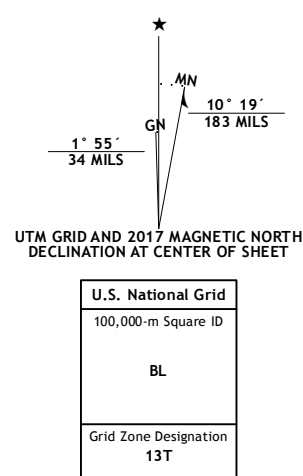 MN
GN
10° 19´
183 MILS
1° 55´
34 MILS
UTM GRID AND 2017 MAGNETIC NORTH
DECLINATION AT CENTER OF SHEET
U.S. National Grid
100,000-m Square ID
BL
Grid Zone Designation
13T